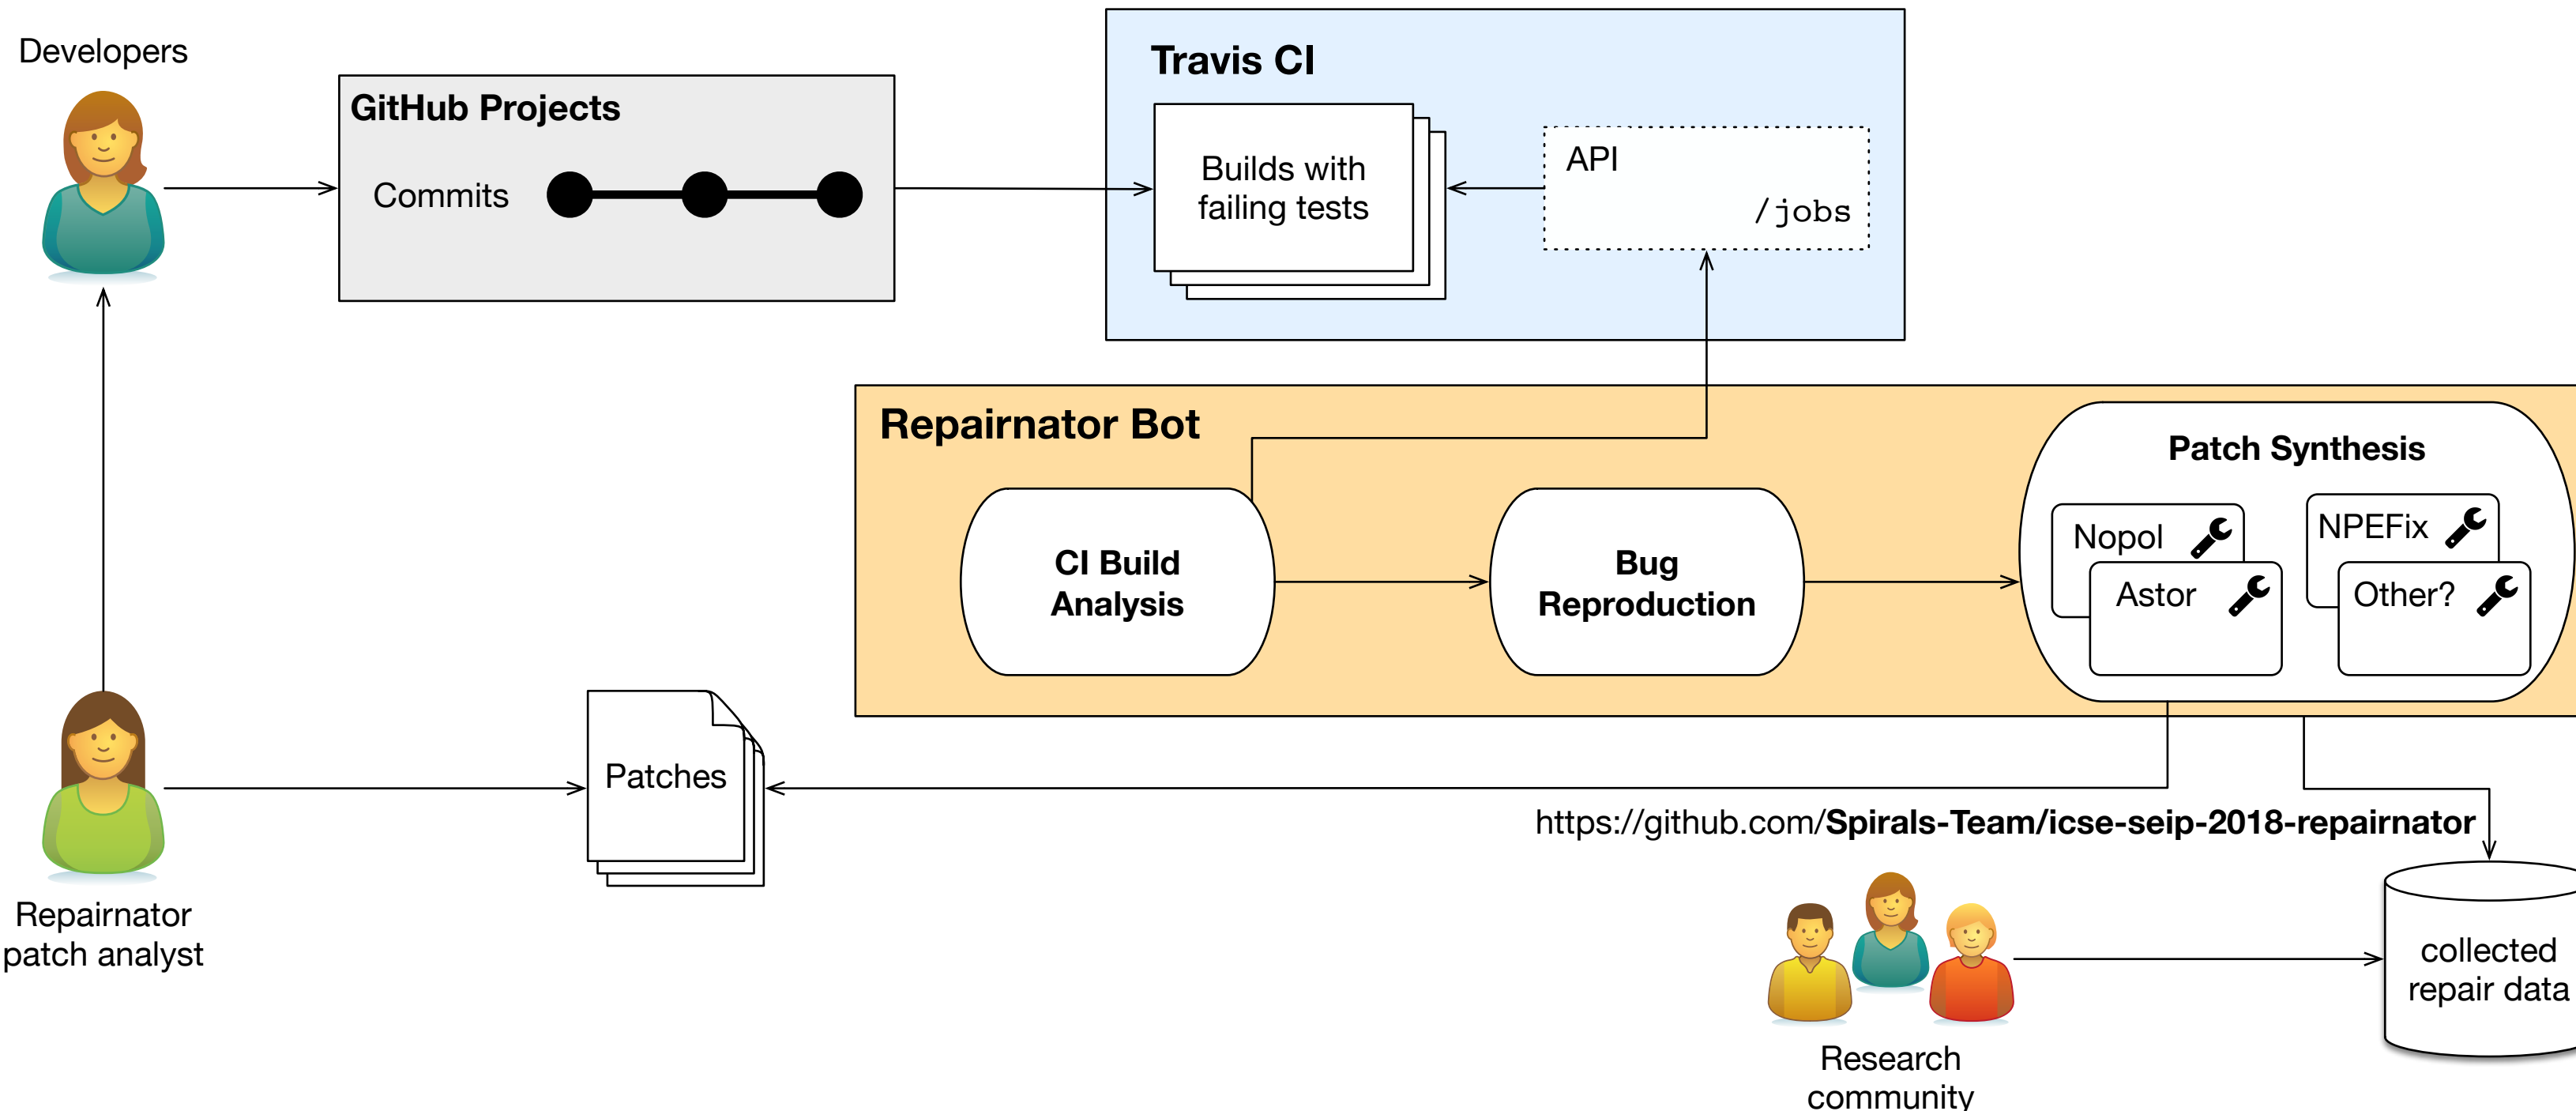 Developers
GitHub Projects
Commits
Travis CI
Builds with
failing tests
API
/jobs
Repairnator Bot
CI Build
Analysis
Bug
Reproduction
Patch Synthesis
Nopol
Astor
NPEFix
Other?
Patches
Repairnator
patch analyst
https://github.com/Spirals-Team/icse-seip-2018-repairnator
Research
community
collected
repair data